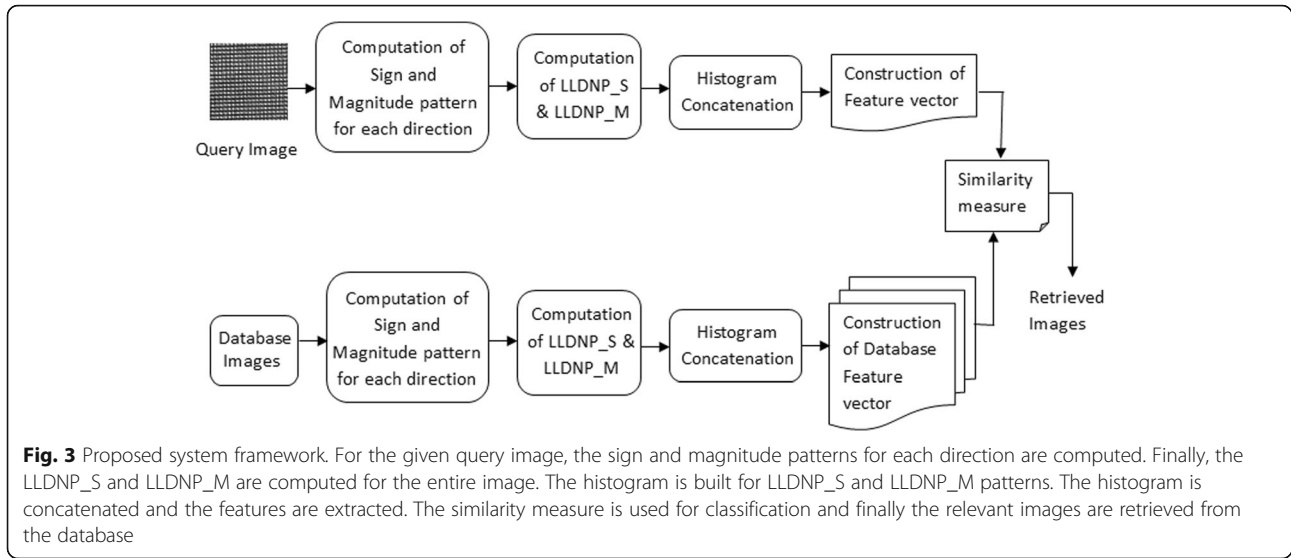 Computation of
Sign and
Magnitude pattern
for each direction
Computation
of LLDNP_S
& LLDNP_M
Histogram
Concatenation
Construction of
Feature vector
Query Image
Similarity
measure
Database
Images
Computation of
Sign and
Magnitude pattern
for each direction
Computation
of LLDNP_S &
LLDNP_M
Histogram
Concatenation
Construction
of Database
Feature
vector
Retrieved
Images
Fig. 3 Proposed system framework. For the given query image, the sign and magnitude patterns for each direction are computed. Finally, the
LLDNP_S and LLDNP_M are computed for the entire image. The histogram is built for LLDNP_S and LLDNP_M patterns. The histogram is
concatenated and the features are extracted. The similarity measure is used for classification and finally the relevant images are retrieved from
the database